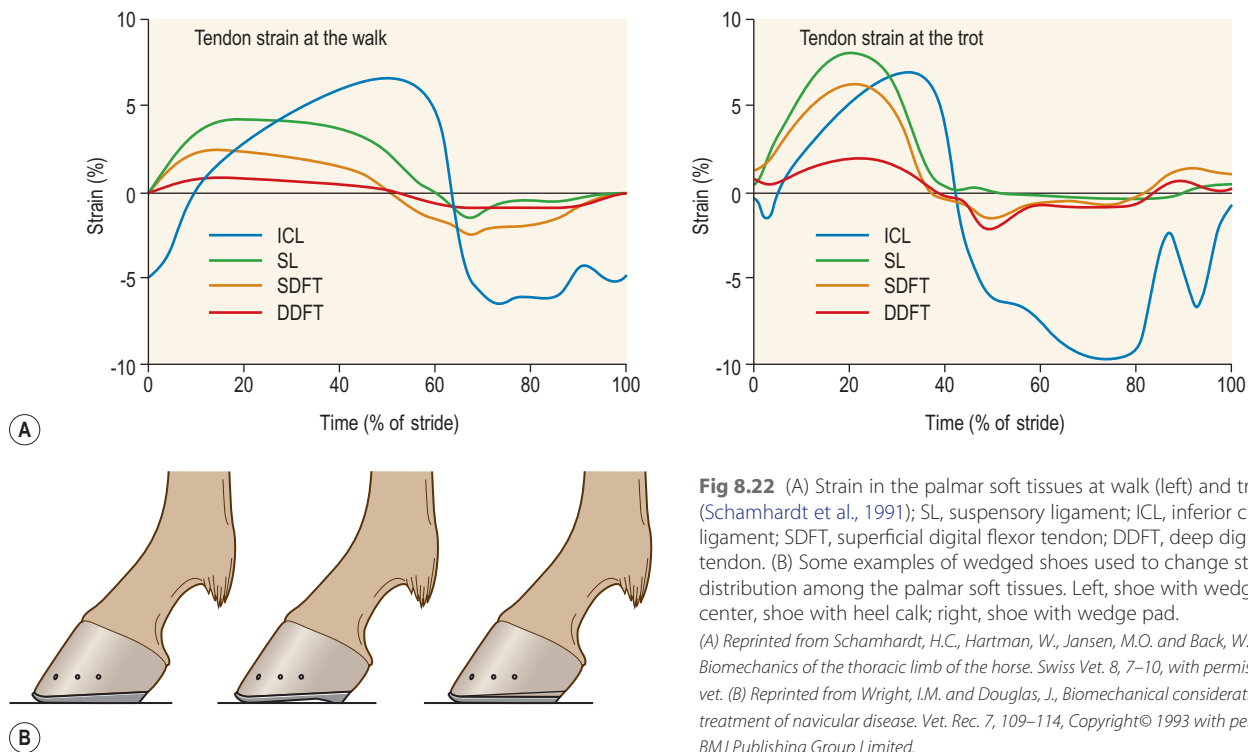 Tendon strain at the walk
10
5
0
-5
-10
Strain (%)
ICL
SL
SDFT
DDFT
0
20
40
60
80
100
Time (% of stride)
A
Tendon strain at the trot
10
5
0
-5
-10
Strain (%)
ICL
SL
SDFT
DDFT
0
20
40
60
80
100
Time (% of stride)
B
Fig 8.22 (A) Strain in the palmar soft tissues at walk (left) and
(Schamhardt et al., 1991); SL, suspensory ligament; ICL, inferior
ligament; SDFT, superficial digital flexor tendon; DDFT, deep
tendon. (B) Some examples of wedged shoes used to change
distribution among the palmar soft tissues. Left, shoe with
center, shoe with heel calk; right, shoe with wedge pad.
(A) Reprinted from Schamhardt, H.C., Hartman, W., Jansen, M.O. and Back, W.
Biomechanics of the thoracic limb of the horse. Swiss Vet. 8, 7–10, with
vet. (B) Reprinted from Wright, I.M. and Douglas, J., Biomechanical
treatment of navicular disease. Vet. Rec. 7, 109–114, Copyright© 1993 with
BMJ Publishing Group Limited.